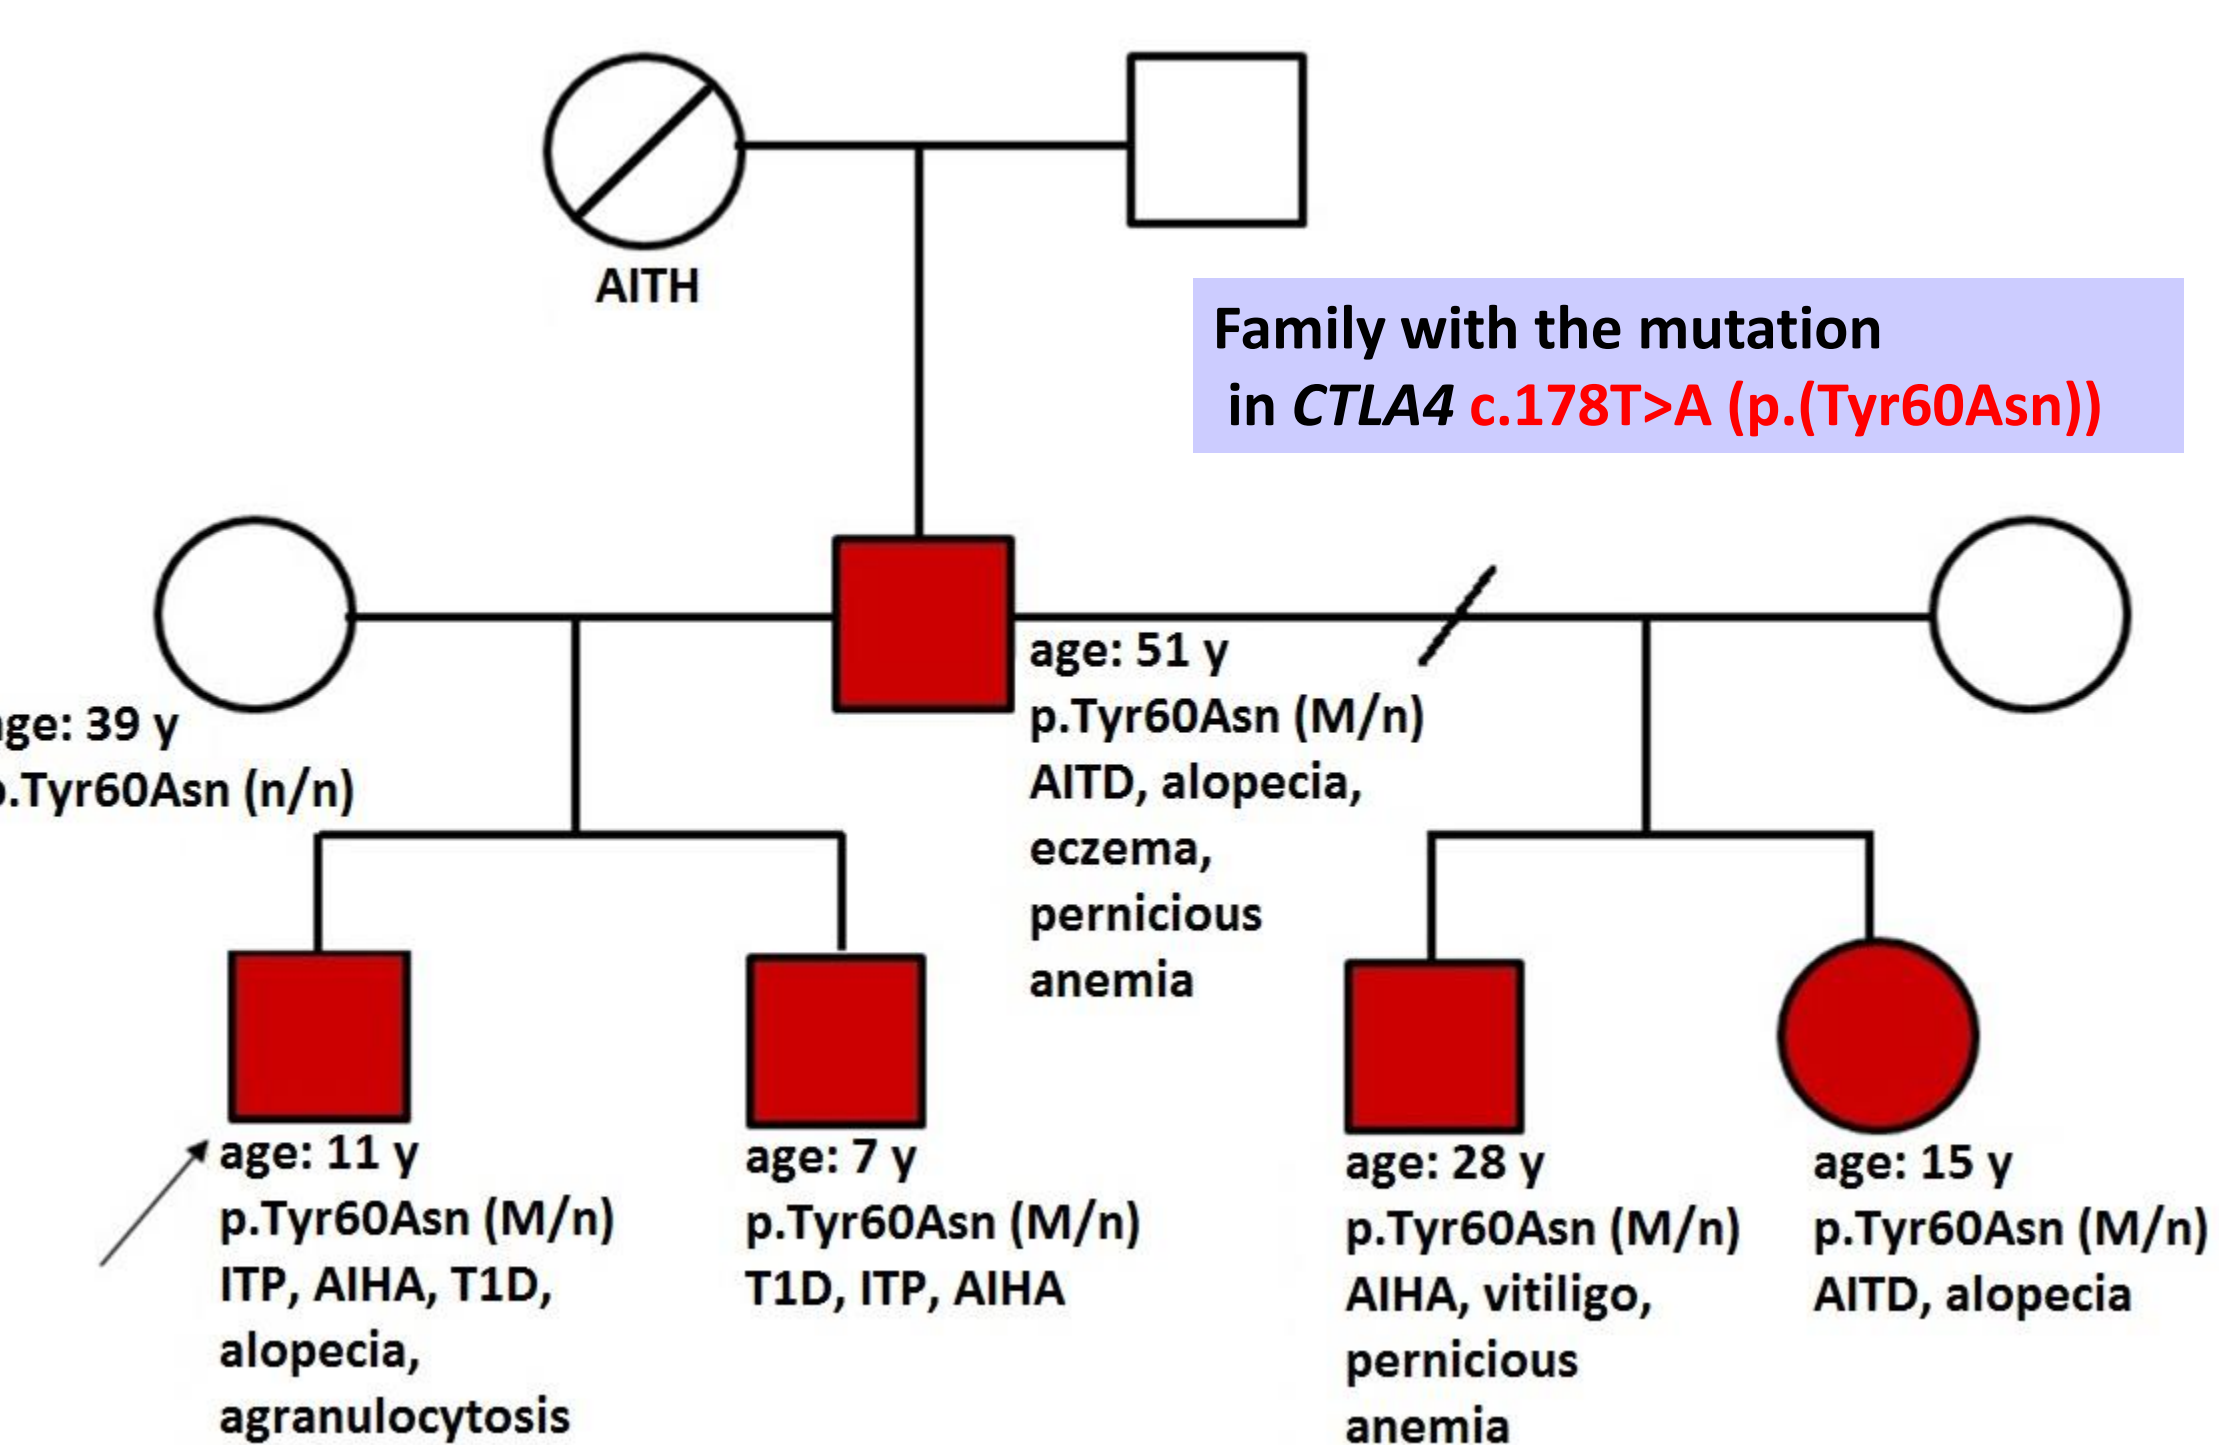 AITH
Family with the mutation
in CTLA4 c.178T>A (p.(Tyr60Asn))
age: 51 y
p.Tyr60Asn (M/n)
AITD, alopecia,
eczema,
pernicious
anemia
ge: 39 y
.Tyr60Asn (n/n)
age: 11 y
p.Tyr60Asn (M/n)
ITP, AIHA, T1D,
alopecia,
agranulocytosis
age: 7 y
p.Tyr60Asn (M/n)
T1D, ITP, AIHA
age: 28 y
p.Tyr60Asn (M/n)
AIHA, vitiligo,
pernicious
anemia
age: 15 y
p.Tyr60Asn (M/n)
AITD, alopecia